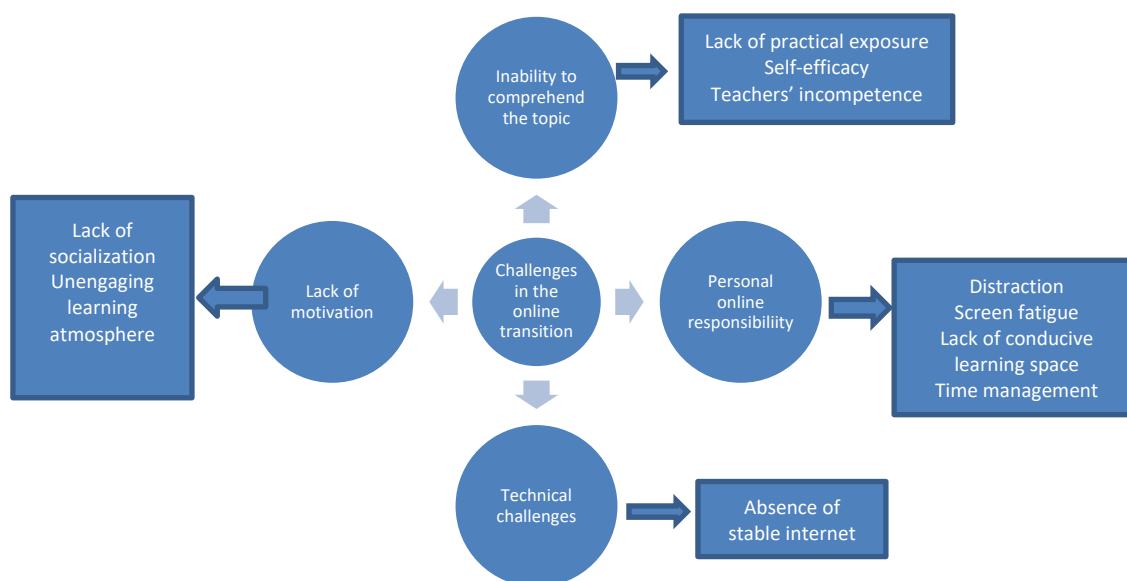 Inability to
comprehend
the topic
Lack of practical exposure
Self-efficacy
Teachers’ incompetence
Lack of
socialization
Unengaging
learning
atmosphere
Lack of
motivation
Challenges
in the
online
transition
Personal
online
responsibiliity
Distraction
Screen fatigue
Lack of conducive
learning space
Time management
Technical
challenges
Absence of
stable internet